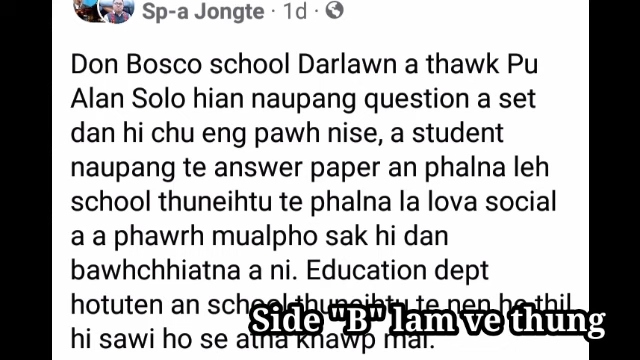 Sp-a Jongte · 1d ·
Don Bosco school Darlawn a thawk Pu
Alan Solo hian naupang question a set
dan hi chu eng pawh nise, a student
naupang te answer paper an phalna leh
school thuneihtu te phalna la lova social
a a phawrh mualpho sak hi dan
bawhchhiatna a ni. Education dept
hotuten an school thuneihtu te nen he thil
hi sawi ho se atha khawp mai.
Side "B" lam ve thung